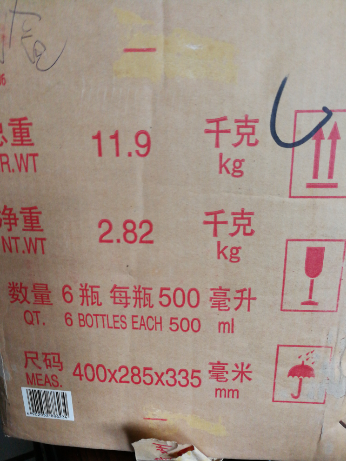 总重 11.9 千克
GR.WT kg
净重 2.82 千克
NT.WT kg
数量 6瓶 每瓶500 毫升
QT. 6 BOTTLES EACH 500 ml
尺码 400x285x335 毫米
MEAS. mm